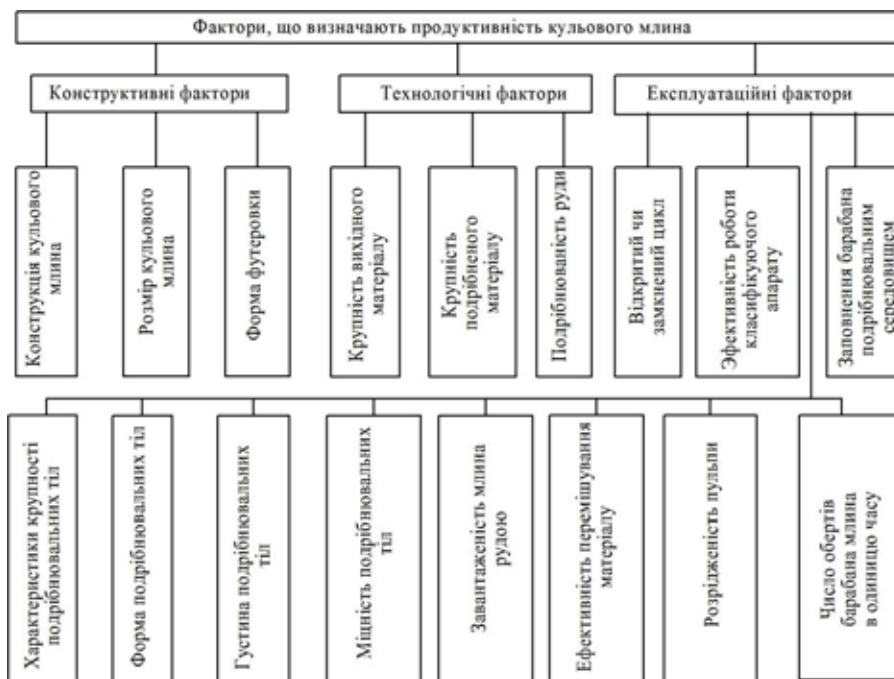 Фактори, що визначають продуктивність кульового млина
Конструктивні фактори
Технологічні фактори
Експлуатаційні фактори
Конструкція кульового
млина
Розмір кульового
млина
Форма футеровки
Крупність вихідного
матеріалу
Крупність
подрібненого
матеріалу
Подрібнюваність руди
Відкритий чи
замкнений цикл
Эфективність роботи
класифікуючого
апарату
Заповнення барабана
подрібнювальним
середовищем
Характеристики крупності
подрібнювальних тіл
Форма подрібнювальних тіл
Густина подрібнювальних
тіл
Міцність подрібнювальних
тіл
Завантаженість млина
рудою
Ефективність перемішування
матеріалу
Розрідженість пульпи
Число обертів
барабана млина
в одиницю часу